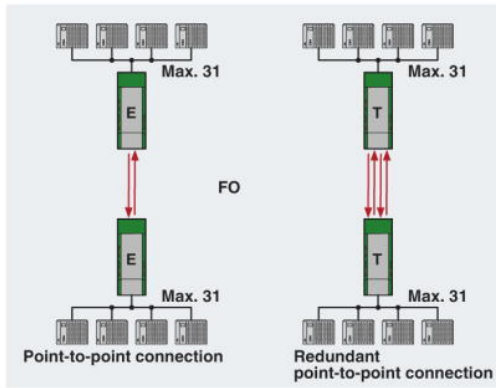 Max. 31
Max. 31
E
T
FO
E
T
Max. 31
Max. 31
Point-to-point connection
Redundant
point-to-point connection